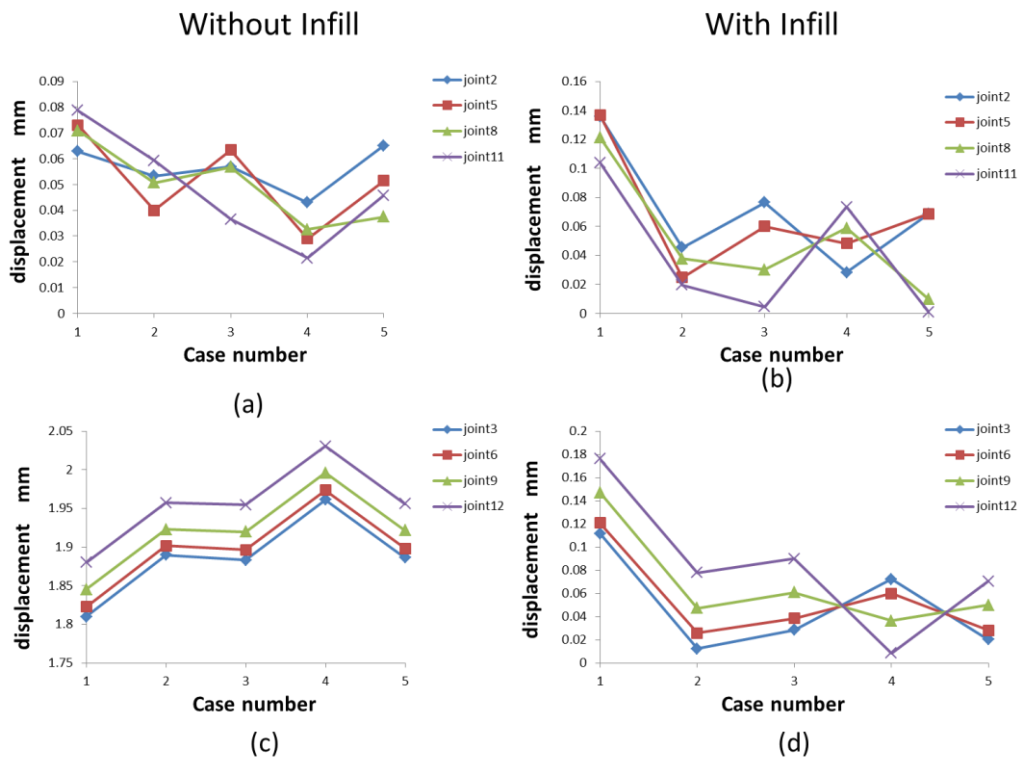 Without Infill
With Infill
0.09
0.08
0.07
0.06
0.05
0.04
0.03
0.02
0.01
0
displacement mm
1 2 3 4 5
Case number
joint2
joint5
joint8
joint11
(a)
0.16
0.14
0.12
0.1
0.08
0.06
0.04
0.02
0
displacement mm
1 2 3 4 5
Case number
joint2
joint5
joint8
joint11
(b)
2.05
2
1.95
1.9
1.85
1.8
1.75
displacement mm
1 2 3 4 5
Case number
joint3
joint6
joint9
joint12
(c)
0.2
0.18
0.16
0.14
0.12
0.1
0.08
0.06
0.04
0.02
0
displacement mm
1 2 3 4 5
Case number
joint3
joint6
joint9
joint12
(d)